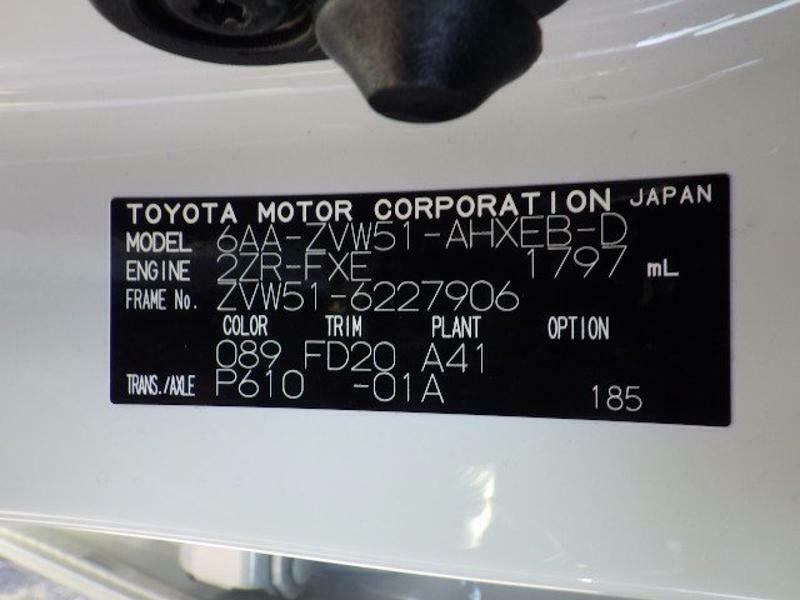 TOYOTA MOTOR CORPORATION JAPAN
MODEL 6AA-ZVW51-AHXEB-D
ENGINE 2ZR-FXE 1797 mL
FRAME No. ZVW51-6227906
COLOR TRIM PLANT OPTION
089 FD20 A41
TRANS./AXLE P610 -01A 185